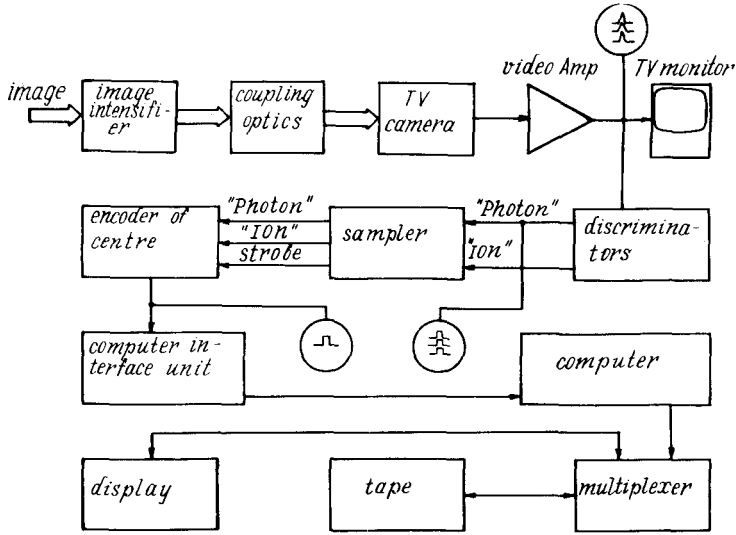 image
image
intensifi-
er
coupling
optics
TV
camera
video Amp
TV monitor
encoder of
centre
"Photon"
"ION"
strobe
sampler
"Photon"
"ION"
discrimina-
tors
computer in-
terface unit
computer
display
tape
multiplexer